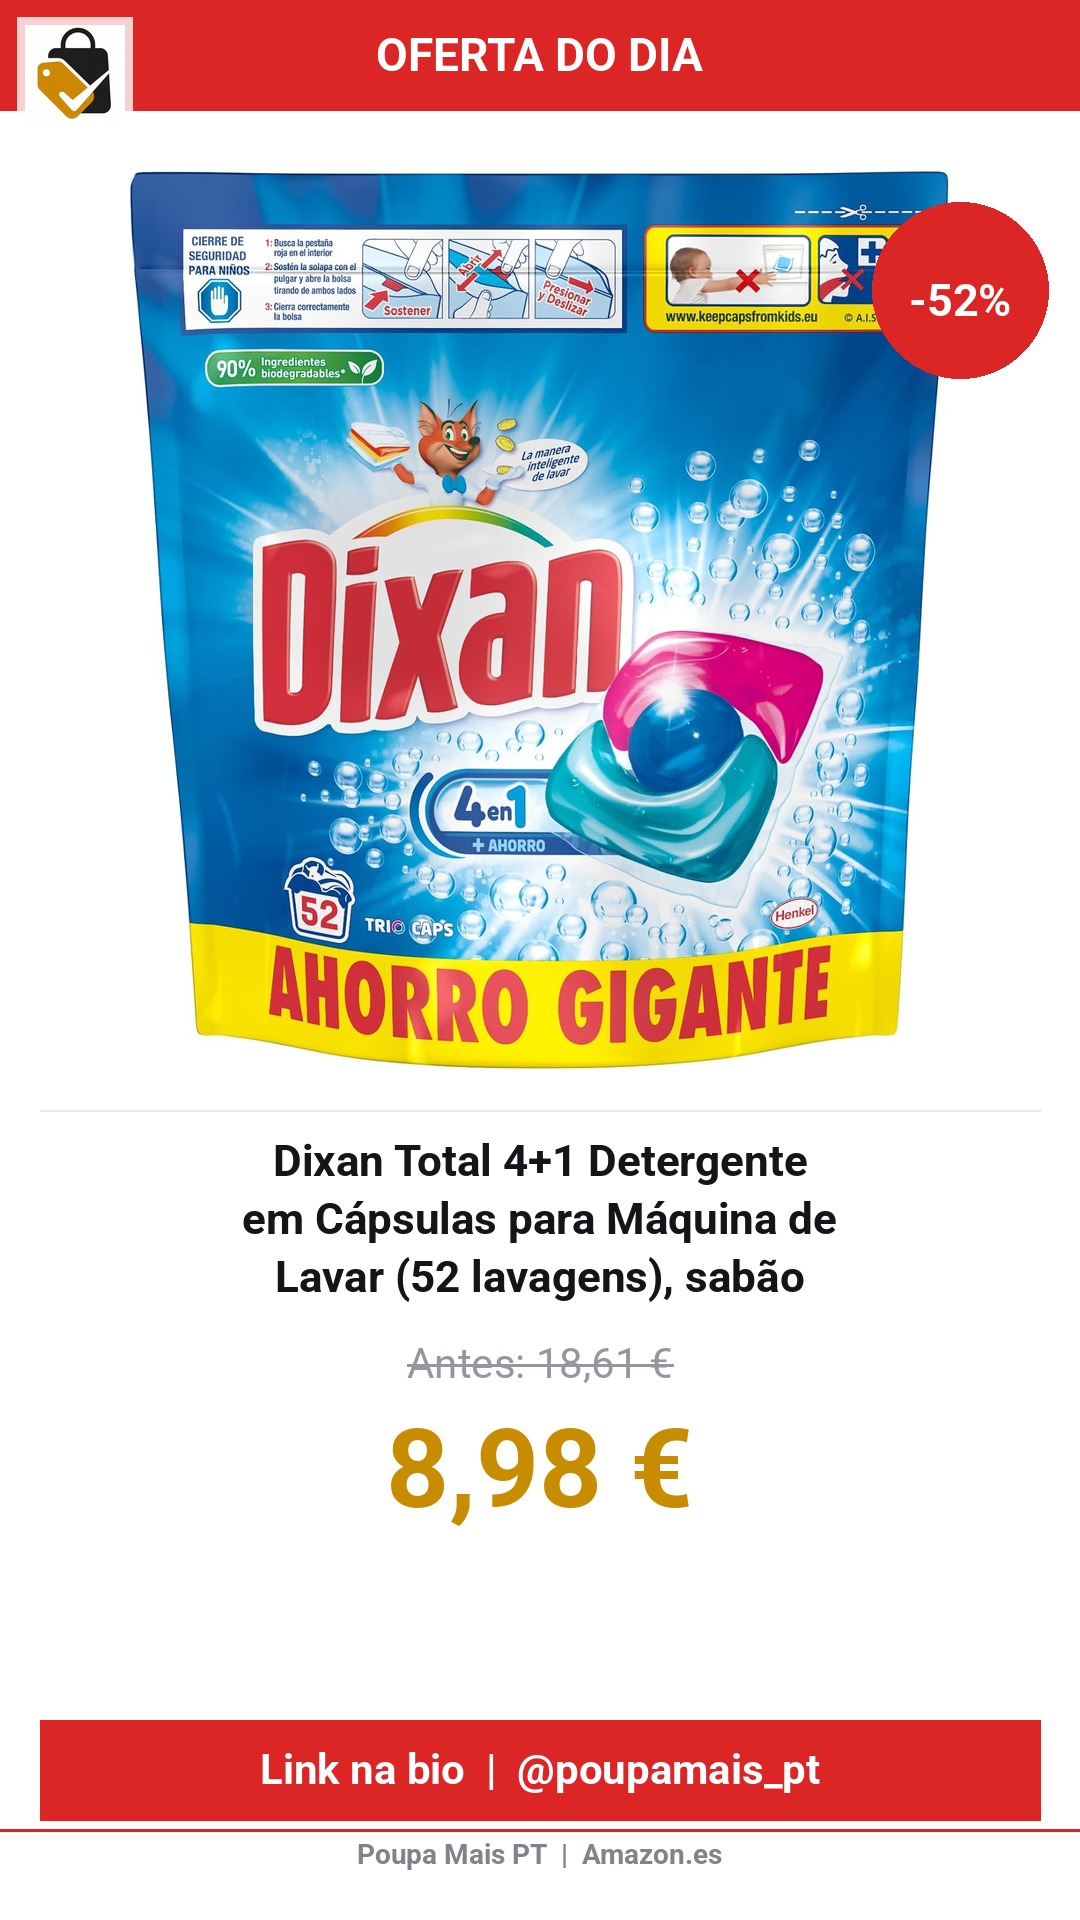 OFERTA DO DIA
-52%
CIERRE DE
SEGURIDAD
PARA NIÑOS
1: Busca la pestaña
roja en el interior
2: Sostén la solapa con el
pulgar y abre la bolsa
tirando de ambos lados
3: Cierra correctamente
la bolsa
Sostener
Abrir
Presionar
y Deslizar
www.keepcapsfromkids.eu
© A.I.S
90% Ingredientes
biodegradables*
La manera
inteligente
de lavar
Dixan
4en1
+ AHORRO
52
TRIO CAPS
Henkel
AHORRO GIGANTE
Dixan Total 4+1 Detergente
em Cápsulas para Máquina de
Lavar (52 lavagens), sabão
Antes: 18,61 €
8,98 €
Link na bio | @poupamais_pt
Poupa Mais PT | Amazon.es